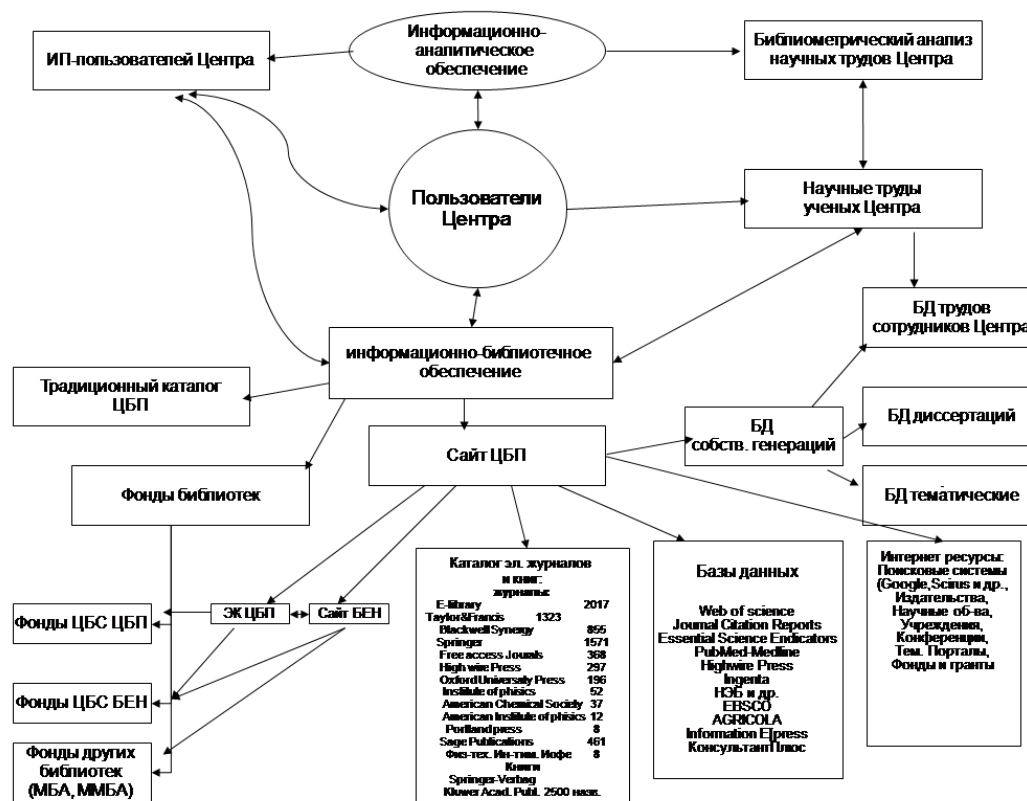 Информационно-
аналитическое
обеспечение
ИП-пользователей Центра
Библиометрический анализ
научных трудов Центра
Пользователи
Центра
Научные труды
ученых Центра
БД трудов
сотрудников Центра
информационно-библиотечное
обеспечение
Традиционный каталог
ЦБП
БД
собств. генераций
БД диссертаций
Сайт ЦБП
Фонды библиотек
БД тематические
Каталог эл. журналов
и книг:
журналы:
E-library 2017
Taylor&Francis 1323
Blackwell Synergy 855
Springer 1571
Free access Jounals 368
High wire Press 297
Oxford Universaty Press 196
Institute of phisics 52
American Chemical Society 37
American Institute of phisics 12
Portland press 8
Sage Publications 461
Физ-тех. Ин-тим. Иофе 8
Книги
Springer-Verbag
Kluwer Acad. Publ. 2500 назв.
Базы данных
Web of science
Journal Citation Reports
Essential Science Endicators
PubMed-Medline
Highwire Press
Ingenta
НЭБ и др.
EBSCO
AGRICOLA
Information E[press
Консультант Плюс
Интернет ресурсы:
Поисковые системы
(Google, Scirus и др.,
Издательства,
Научные об-ва,
Учреждения,
Конференции,
Тем. Порталы,
Фонды и гранты
ЭК ЦБП
Сайт БЕН
Фонды ЦБС ЦБП
Фонды ЦБС БЕН
Фонды других
библиотек
(МБА, ММБА)